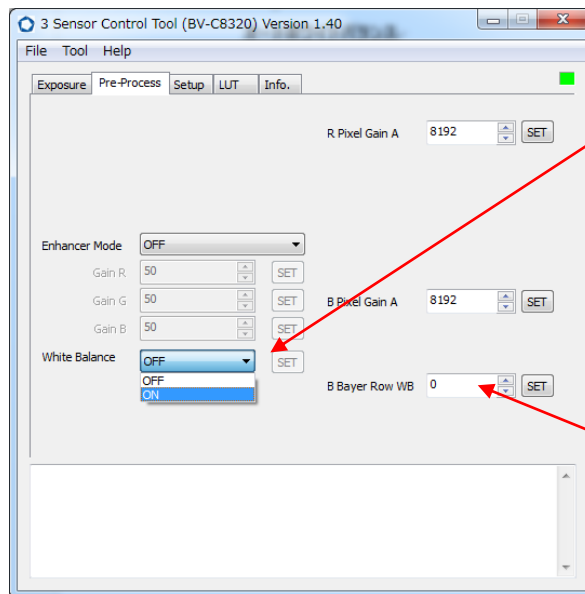 3 Sensor Control Tool (BV-C8320) Version 1.40
File Tool Help
Exposure Pre-Process Setup LUT Info.
R Pixel Gain A 8192 SET
Enhancer Mode OFF
Gain R 50 SET
Gain G 50 SET B Pixel Gain A 8192 SET
Gain B 50 SET
White Balance OFF SET
OFF
ON
B Bayer Row WB 0 SET